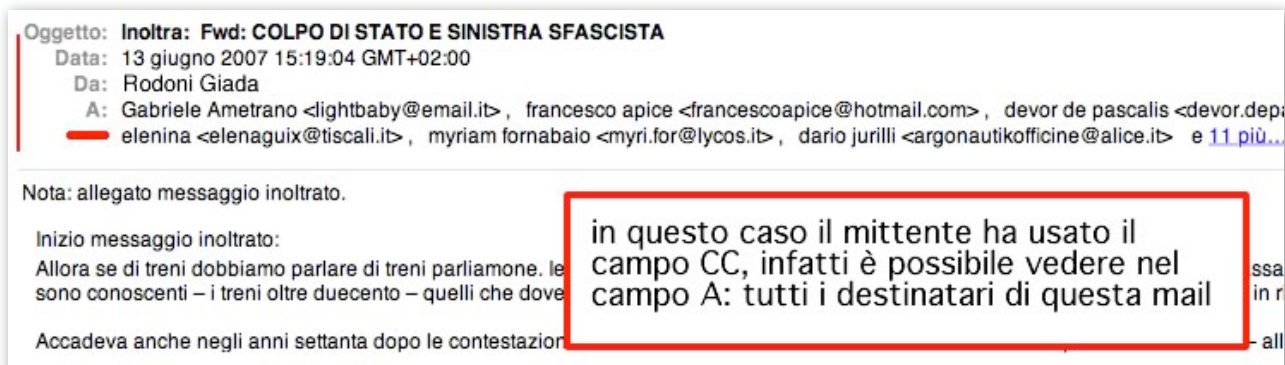 Oggetto: Inoltra: Fwd: COLPO DI STATO E SINISTRA SFASCISTA
Data: 13 giugno 2007 15:19:04 GMT+02:00
Da: Rodoni Giada
A: Gabriele Ametrano <lightbaby@email.it>, francesco apice <francescoapice@hotmail.com>, devor de pascalis <devor.depa
elenina <elenaguix@tiscali.it>, myriam fornabaio <myri.for@lycos.it>, dario jurilli <argonautikofficine@alice.it> e 11 più...
Nota: allegato messaggio inoltrato.
Inizio messaggio inoltrato:
Allora se di treni dobbiamo parlare di treni parliamone.
sono conoscenti – i treni oltre duecento – quelli che dove in r
Accadeva anche negli anni settanta dopo le contestazion – all
in questo caso il mittente ha usato il
campo CC, infatti è possibile vedere nel
campo A: tutti i destinatari di questa mail